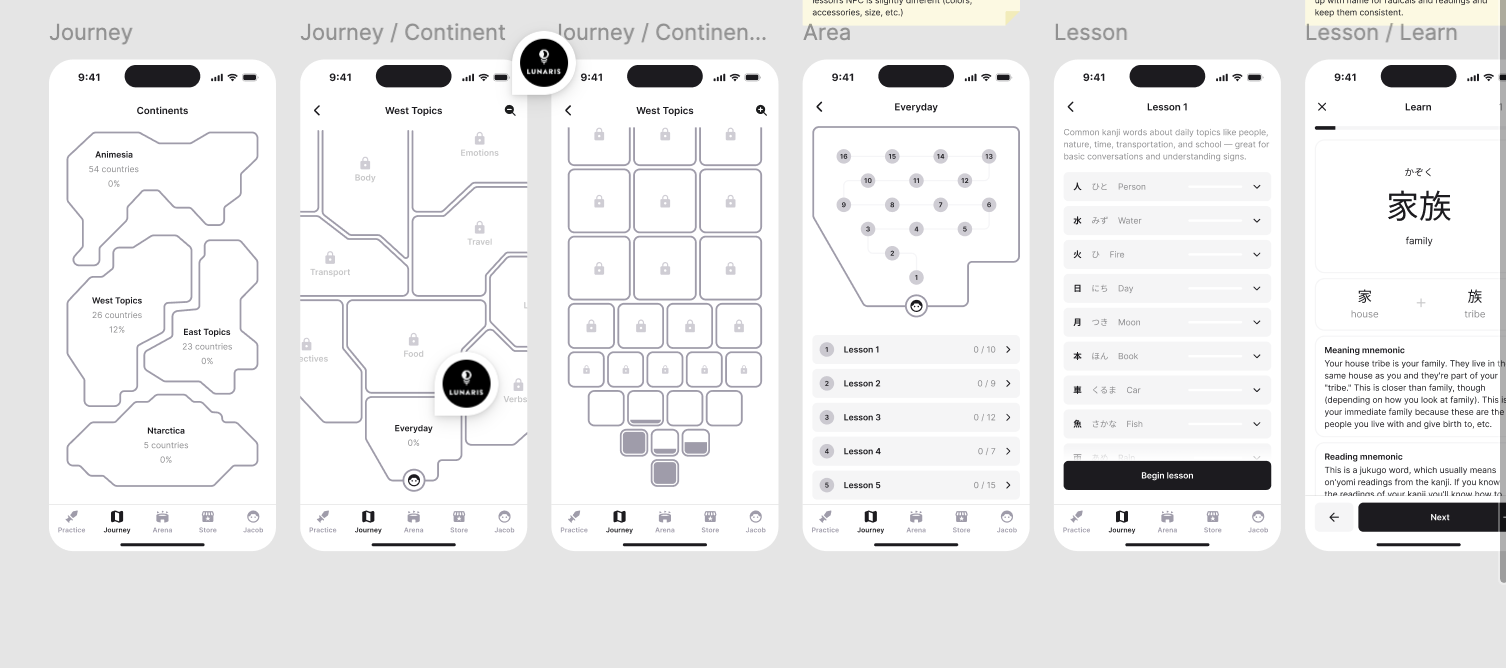 lesson's NPC is slightly different (colors,
accessories, size, etc.)
up with name for radicals and readings and
keep them consistent.
Journey
9:41
Continents
Animesia
54 countries
0%
West Topics
26 countries
12%
East Topics
23 countries
0%
Ntarctica
5 countries
0%
Practice
Journey
Arena
Store
Jacob
Journey / Continent
LUNARIS
9:41
West Topics
Emotions
Body
Travel
Transport
Food
ectives
LUNARIS
Verbs
Everyday
0%
Practice
Journey
Arena
Store
Jacob
Journey / Continen...
9:41
West Topics
Practice
Journey
Arena
Store
Jacob
Area
9:41
Everyday
16 15 14 13
10 11 12
9 8 7 6
3 4 5
2
1
1 Lesson 1 0 / 10
2 Lesson 2 0 / 9
3 Lesson 3 0 / 12
4 Lesson 4 0 / 7
5 Lesson 5 0 / 15
Practice
Journey
Arena
Store
Jacob
Lesson
9:41
Lesson 1
Common kanji words about daily topics like people,
nature, time, transportation, and school — great for
basic conversations and understanding signs.
人 ひと Person
水 みず Water
火 ひ Fire
日 にち Day
月 つき Moon
本 ほん Book
車 くるま Car
魚 さかな Fish
Begin lesson
Practice
Journey
Arena
Store
Jacob
Lesson / Learn
9:41
Learn
1
かぞく
家族
family
家 + 族
house tribe
Meaning mnemonic
Your house tribe is your family. They live in th
same house as you and they're part of your
"tribe." This is closer than family, though
(depending on how you look at family). This is
your immediate family because these are the
people you live with and give birth to, etc.
Reading mnemonic
This is a jukugo word, which usually means
on'yomi readings from the kanji. If you know
the readings of your kanji you'll know how to
Next